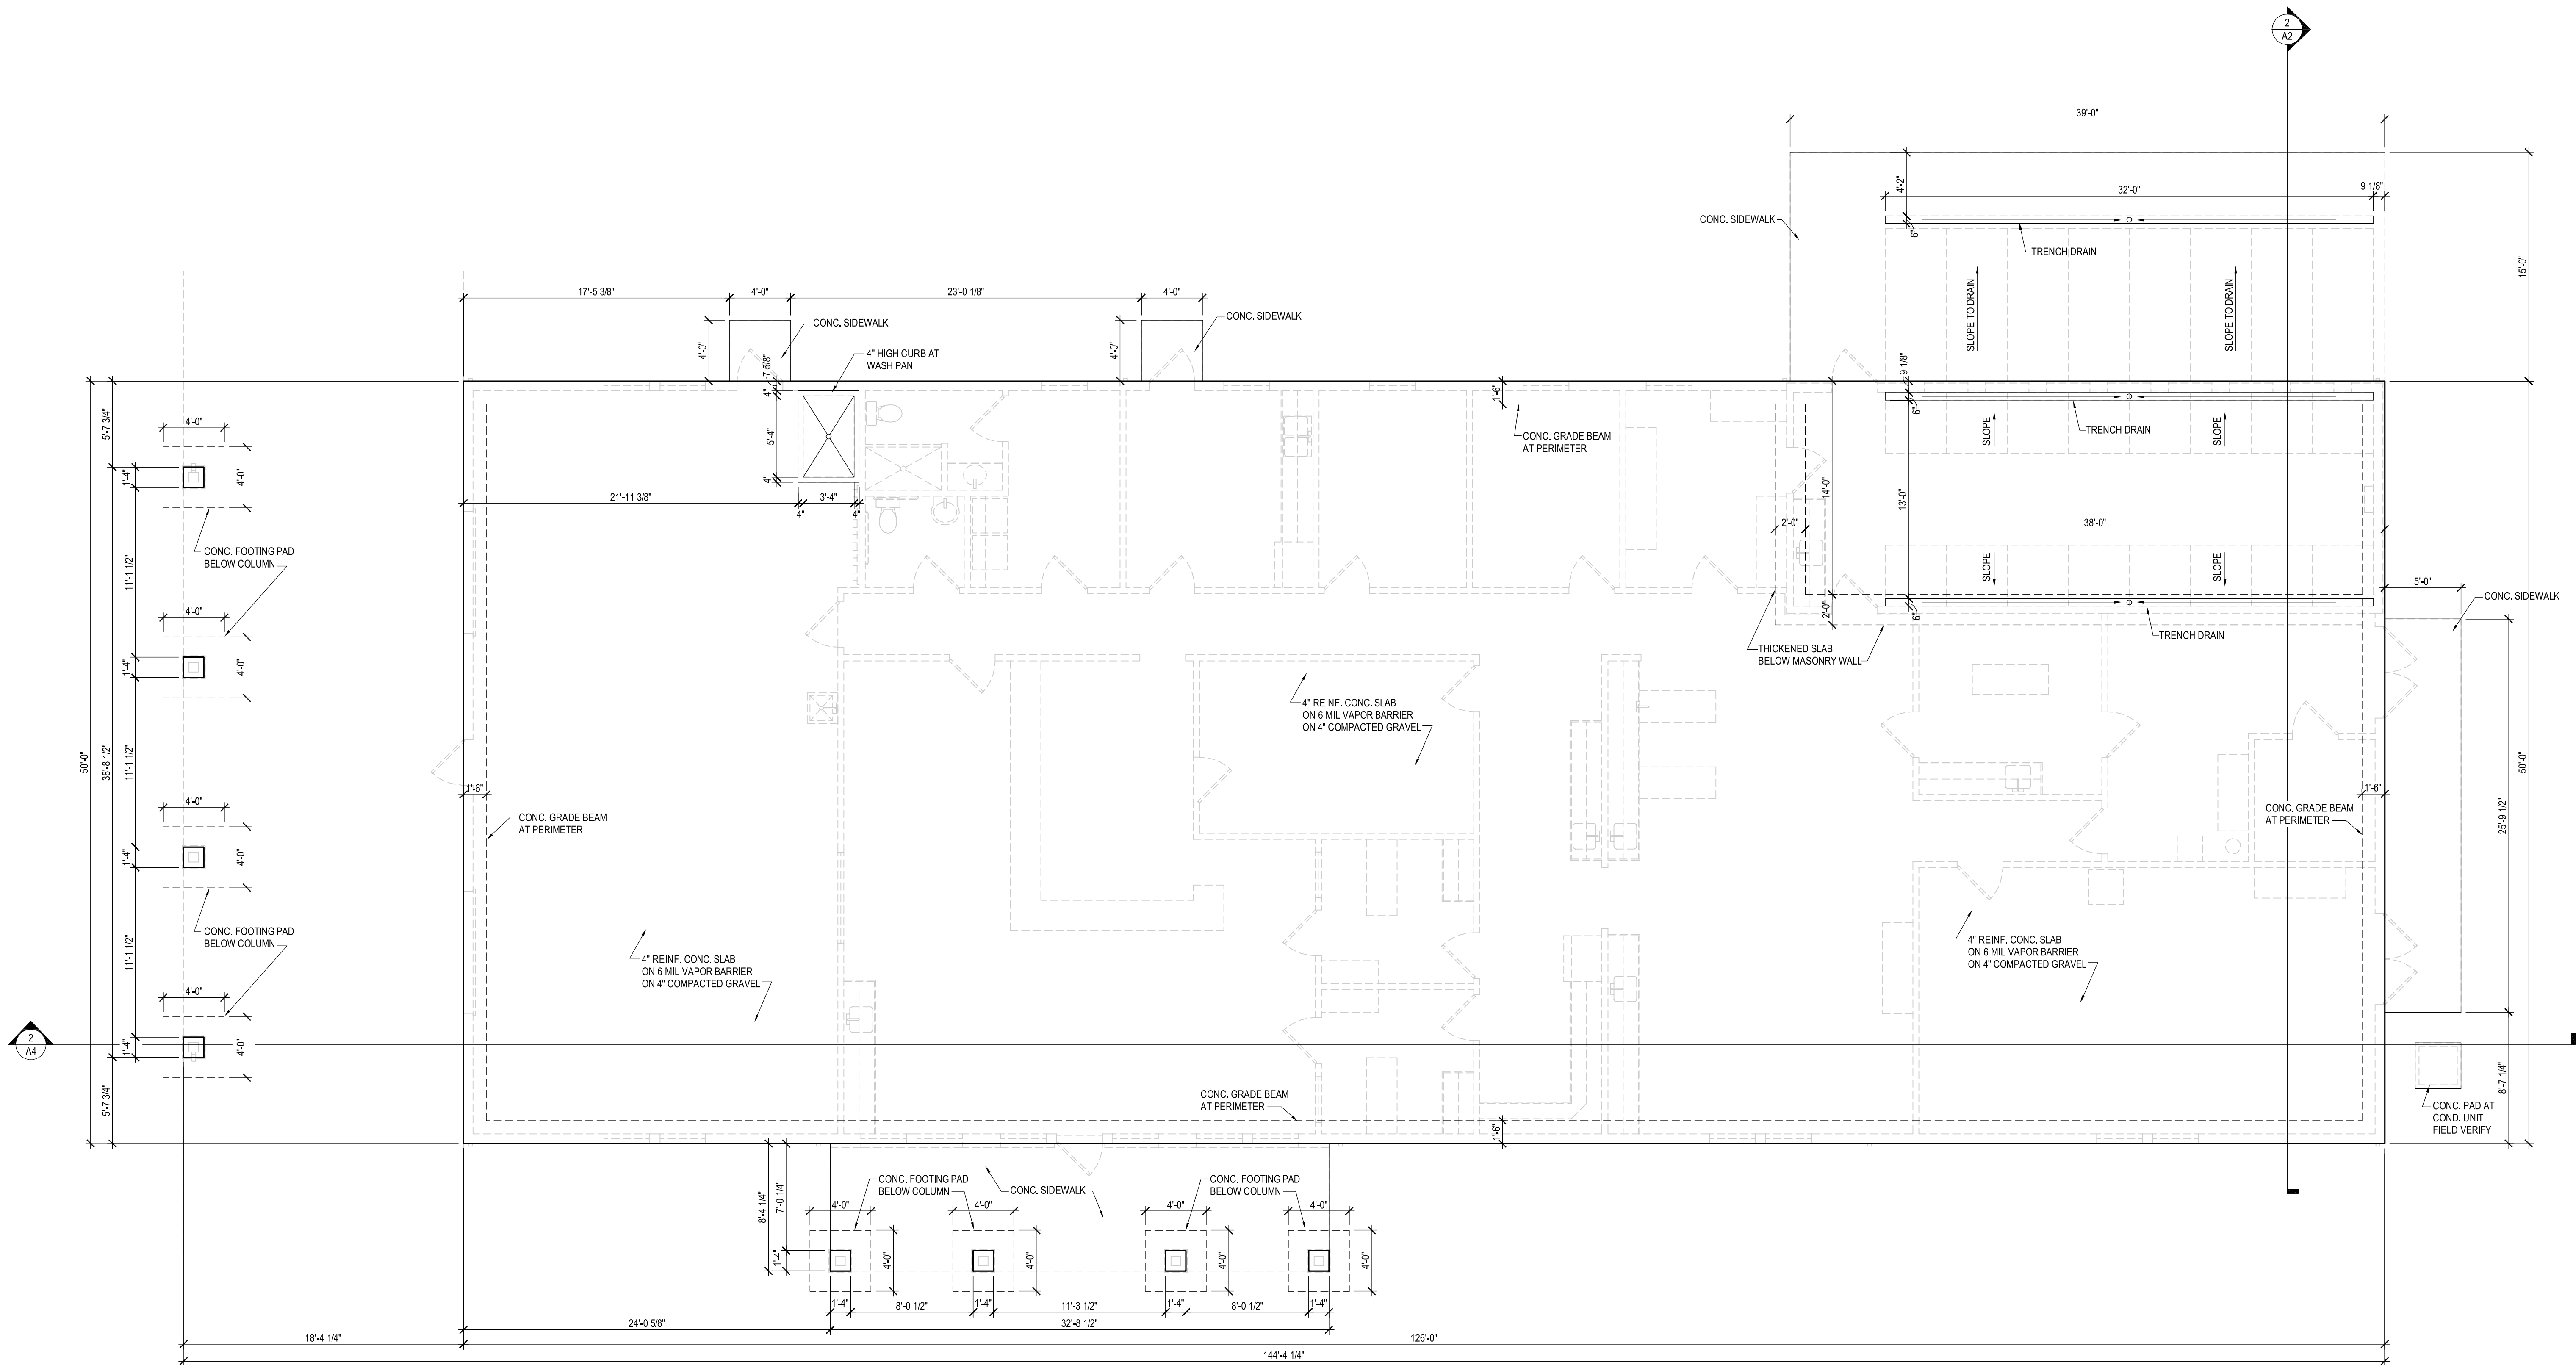 2
A2
39'-0"
4'-2"
32'-0"
9 1/8"
CONC. SIDEWALK
6"
TRENCH DRAIN
15'-0"
SLOPE TO DRAIN
SLOPE TO DRAIN
17'-5 3/8"
4'-0"
23'-0 1/8"
4'-0"
CONC. SIDEWALK
CONC. SIDEWALK
4'-0"
4'-0"
7 5/8"
4" HIGH CURB AT
WASH PAN
4"
5'-4"
4"
21'-11 3/8"
4"
3'-4"
4"
1'-6"
CONC. GRADE BEAM
AT PERIMETER
9 1/8"
6"
TRENCH DRAIN
SLOPE
SLOPE
14'-0"
13'-0"
2'-0"
38'-0"
SLOPE
SLOPE
2'-0"
6"
TRENCH DRAIN
5'-0"
CONC. SIDEWALK
THICKENED SLAB
BELOW MASONRY WALL
50'-0"
38'-8 1/2"
5'-7 3/4"
4'-0"
1'-4"
4'-0"
CONC. FOOTING PAD
BELOW COLUMN
11'-1 1/2"
4'-0"
1'-4"
4'-0"
11'-1 1/2"
4'-0"
1'-4"
4'-0"
CONC. FOOTING PAD
BELOW COLUMN
11'-1 1/2"
4'-0"
1'-4"
4'-0"
5'-7 3/4"
2
A4
1'-6"
CONC. GRADE BEAM
AT PERIMETER
4" REINF. CONC. SLAB
ON 6 MIL VAPOR BARRIER
ON 4" COMPACTED GRAVEL
4" REINF. CONC. SLAB
ON 6 MIL VAPOR BARRIER
ON 4" COMPACTED GRAVEL
4" REINF. CONC. SLAB
ON 6 MIL VAPOR BARRIER
ON 4" COMPACTED GRAVEL
1'-6"
CONC. GRADE BEAM
AT PERIMETER
50'-0"
25'-9 1/2"
8'-7 1/4"
CONC. PAD AT
COND. UNIT
FIELD VERIFY
CONC. GRADE BEAM
AT PERIMETER
1'-6"
8'-4 1/4"
7'-0 1/4"
1'-4"
CONC. FOOTING PAD
BELOW COLUMN
CONC. SIDEWALK
CONC. FOOTING PAD
BELOW COLUMN
4'-0"
4'-0"
4'-0"
4'-0"
4'-0"
4'-0"
4'-0"
4'-0"
1'-4"
8'-0 1/2"
1'-4"
11'-3 1/2"
1'-4"
8'-0 1/2"
1'-4"
24'-0 5/8"
32'-8 1/2"
18'-4 1/4"
126'-0"
144'-4 1/4"